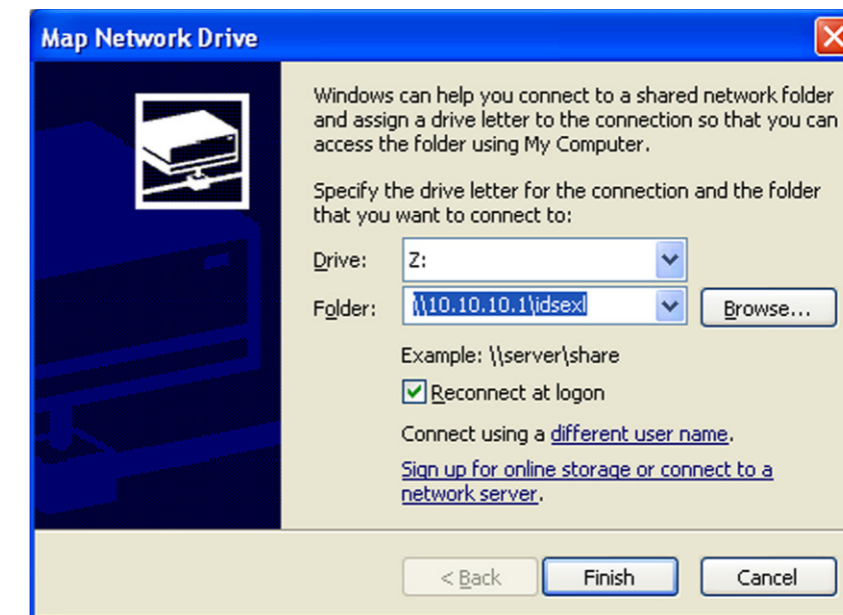 Map Network Drive
Windows can help you connect to a shared network folder
and assign a drive letter to the connection so that you can
access the folder using My Computer.
Specify the drive letter for the connection and the folder
that you want to connect to:
Drive: Z:
Folder: \\10.10.10.1\idsexl Browse...
Example: \\server\share
Reconnect at logon
Connect using a different user name.
Sign up for online storage or connect to a
network server.
< Back Finish Cancel